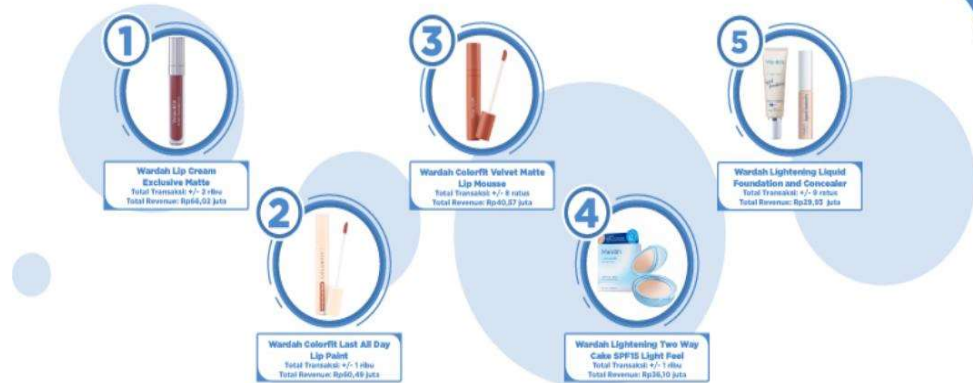 1
Wardah Lip Cream
Exclusive Matte
Total Transaksi: +/- 2 ribu
Total Revenue: Rp66,02 juta
2
Wardah Colorfit Last All Day
Lip Paint
Total Transaksi: +/- 1 ribu
Total Revenue: Rp60,49 juta
3
Wardah Colorfit Velvet Matte
Lip Mousse
Total Transaksi: +/- 8 ratus
Total Revenue: Rp40,57 juta
4
Wardah
Wardah Lightening Two Way
Cake SPF15 Light Feel
Total Transaksi: +/- 1 ribu
Total Revenue: Rp36,10 juta
5
Wardah Lightening Liquid
Foundation and Concealer
Total Transaksi: +/- 9 ratus
Total Revenue: Rp29,93 juta